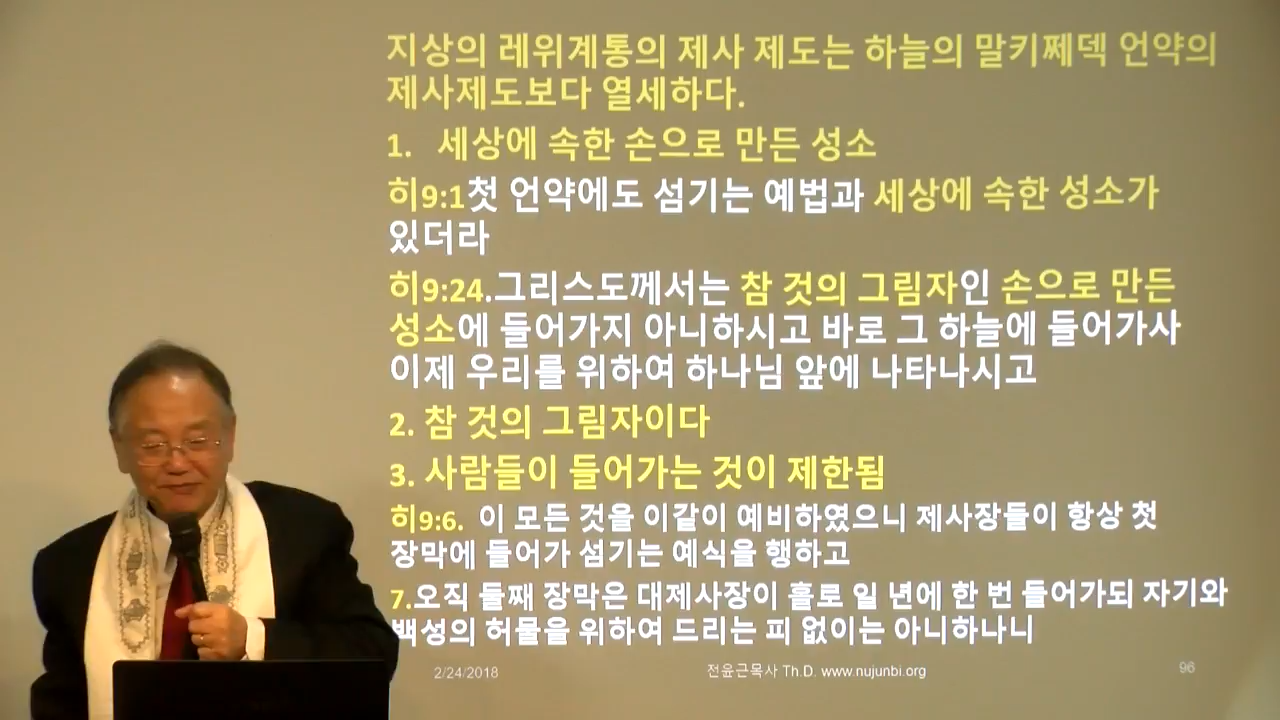 지상의 레위계통의 제사 제도는 하늘의 말키쩨덱 언약의
제사제도보다 열세하다.
1. 세상에 속한 손으로 만든 성소
히9:1첫 언약에도 섬기는 예법과 세상에 속한 성소가
있더라
히9:24.그리스도께서는 참 것의 그림자인 손으로 만든
성소에 들어가지 아니하시고 바로 그 하늘에 들어가사
이제 우리를 위하여 하나님 앞에 나타나시고
2. 참 것의 그림자이다
3. 사람들이 들어가는 것이 제한됨
히9:6. 이 모든 것을 이같이 예비하였으니 제사장들이 항상 첫
장막에 들어가 섬기는 예식을 행하고
7.오직 둘째 장막은 대제사장이 홀로 일 년에 한 번 들어가되 자기와
백성의 허물을 위하여 드리는 피 없이는 아니하나니
2/24/2018 전윤근목사 Th.D. www.nujunbi.org 96